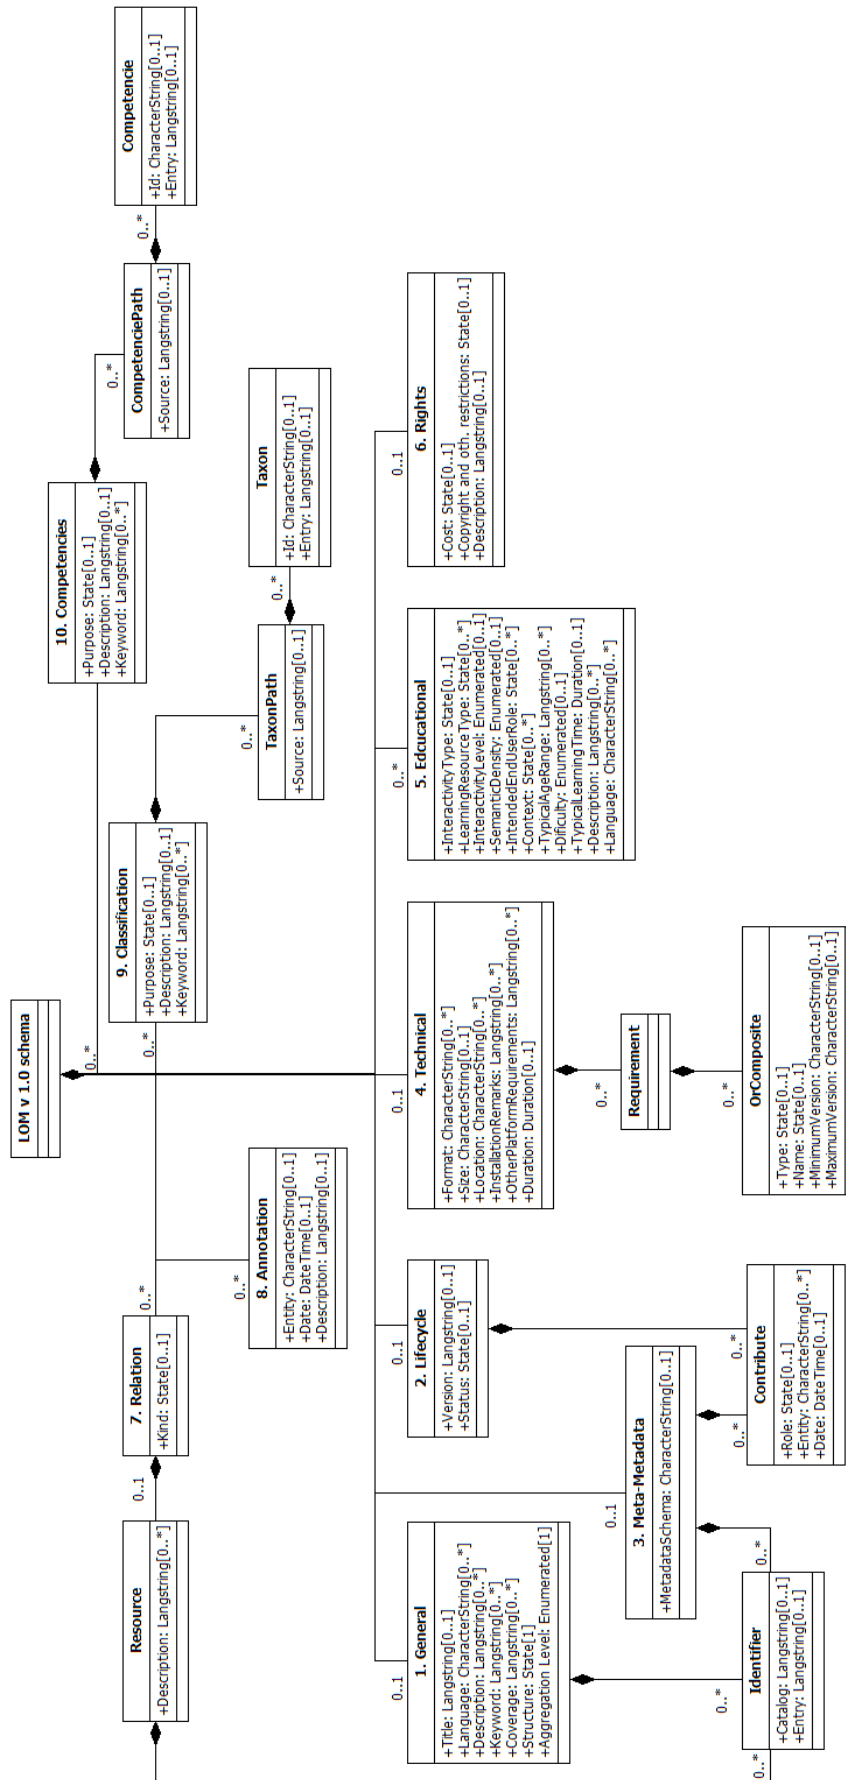 LOM v 1.0 schema
0..*
0..*
10. Competencies
+Purpose: State[0..1]
+Description: Langstring[0..1]
+Keyword: Langstring[0..*]
0..*
CompetenciePath
+Source: Langstring[0..1]
0..*
Competencie
+Id: CharacterString[0..1]
+Entry: Langstring[0..1]
Resource
+Description: Langstring[0..*]
0..1
7. Relation
+Kind: State[0..1]
0..*
0..*
8. Annotation
+Entity: CharacterString[0..1]
+Date: DateTime[0..1]
+Description: Langstring[0..1]
9. Classification
+Purpose: State[0..1]
+Description: Langstring[0..1]
+Keyword: Langstring[0..*]
0..*
TaxonPath
+Source: Langstring[0..1]
0..*
Taxon
+Id: CharacterString[0..1]
+Entry: Langstring[0..1]
0..1
1. General
+Title: Langstring[0..1]
+Language: CharacterString[0..*]
+Description: Langstring[0..*]
+Keyword: Langstring[0..*]
+Coverage: Langstring[0..*]
+Structure: State[1]
+Aggregation Level: Enumerated[1]
0..1
2. Lifecycle
+Version: Langstring[0..1]
+Status: State[0..1]
0..1
4. Technical
+Format: CharacterString[0..*]
+Size: CharacterString[0..1]
+Location: CharacterString[0..*]
+InstallationRemarks: Langstring[0..*]
+OtherPlatformRequirements: Langstring[0..*]
+Duration: Duration[0..1]
0..*
5. Edcucational
+InteractivityType: State[0..1]
+LearningResourceType: State[0..*]
+InteractivityLevel: Enumerated[0..1]
+SemanticDensity: Enumerated[0..1]
+IntendedEndUserRole: State[0..*]
+Context: State[0..*]
+TypicalAgeRange: Langstring[0..*]
+Dificulty: Enumerated[0..1]
+TypicalLearningTime: Duration[0..1]
+Description: Langstring[0..*]
+Language: CharacterString[0..*]
0..1
6. Rights
+Cost: State[0..1]
+Copyright and oth. restrictions: State[0..1]
+Description: Langstring[0..1]
0..1
3. Meta-Metadata
+MetadataSchema: CharacterString[0..1]
0..*
Requirement
0..*
0..*
0..*
Identifier
+Catalog: Langstring[0..1]
+Entry: Langstring[0..1]
0..*
0..*
Contribute
+Role: State[0..1]
+Entity: CharacterString[0..*]
+Date: DateTime[0..1]
0..*
OrComposite
+Type: State[0..1]
+Name: State[0..1]
+MinimumVersion: CharacterString[0..1]
+MaximumVersion: CharacterString[0..1]